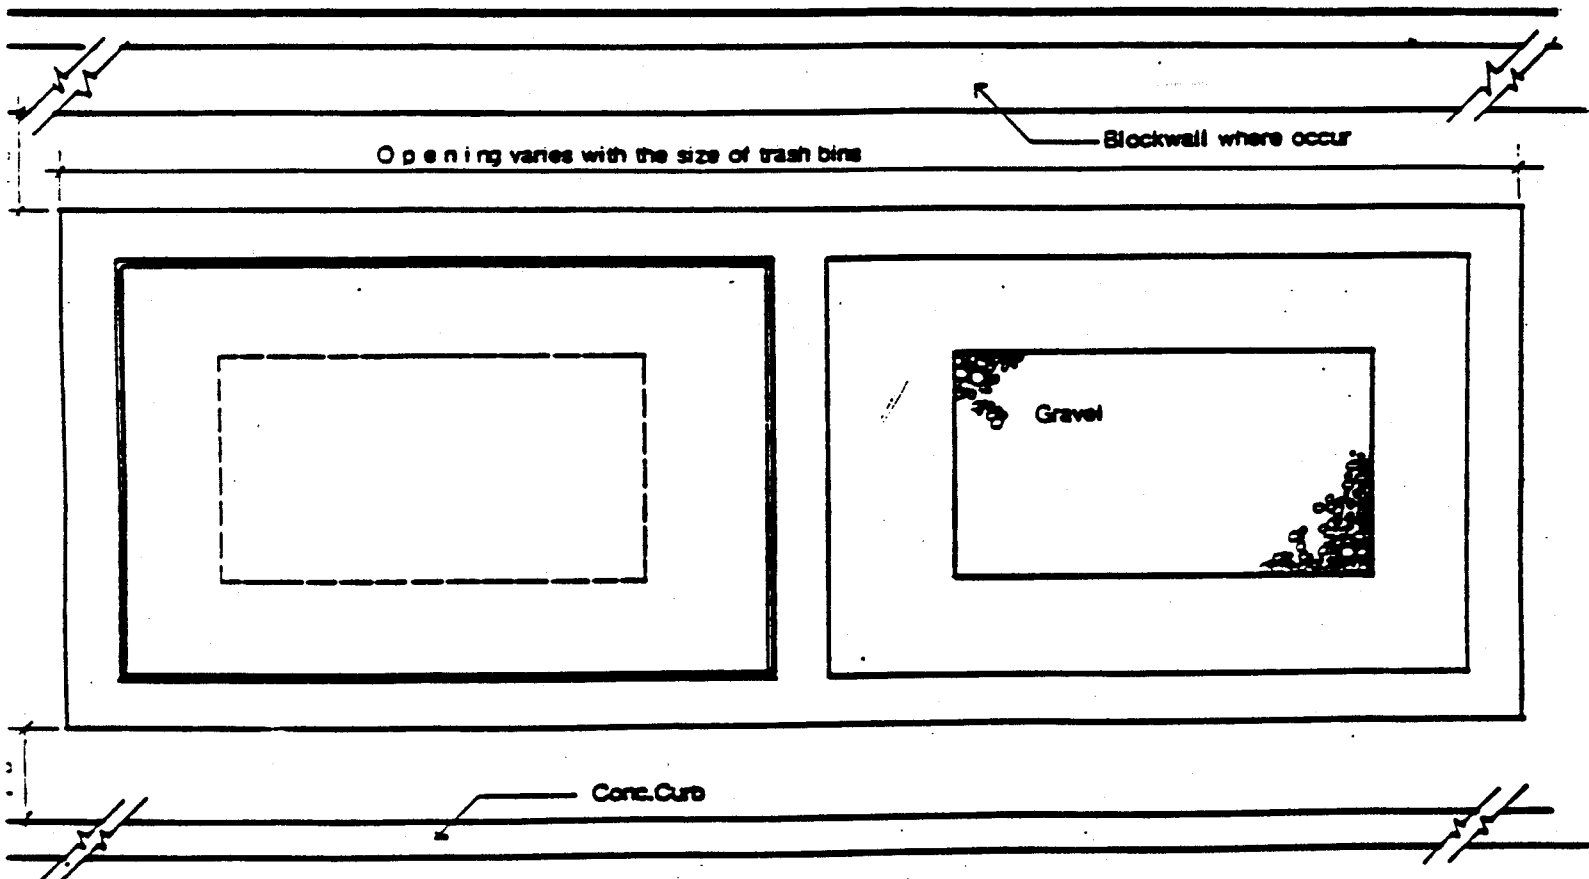 Blockwall where occur
Opening varies with the size of trash bins
Gravel
Conc.Curb